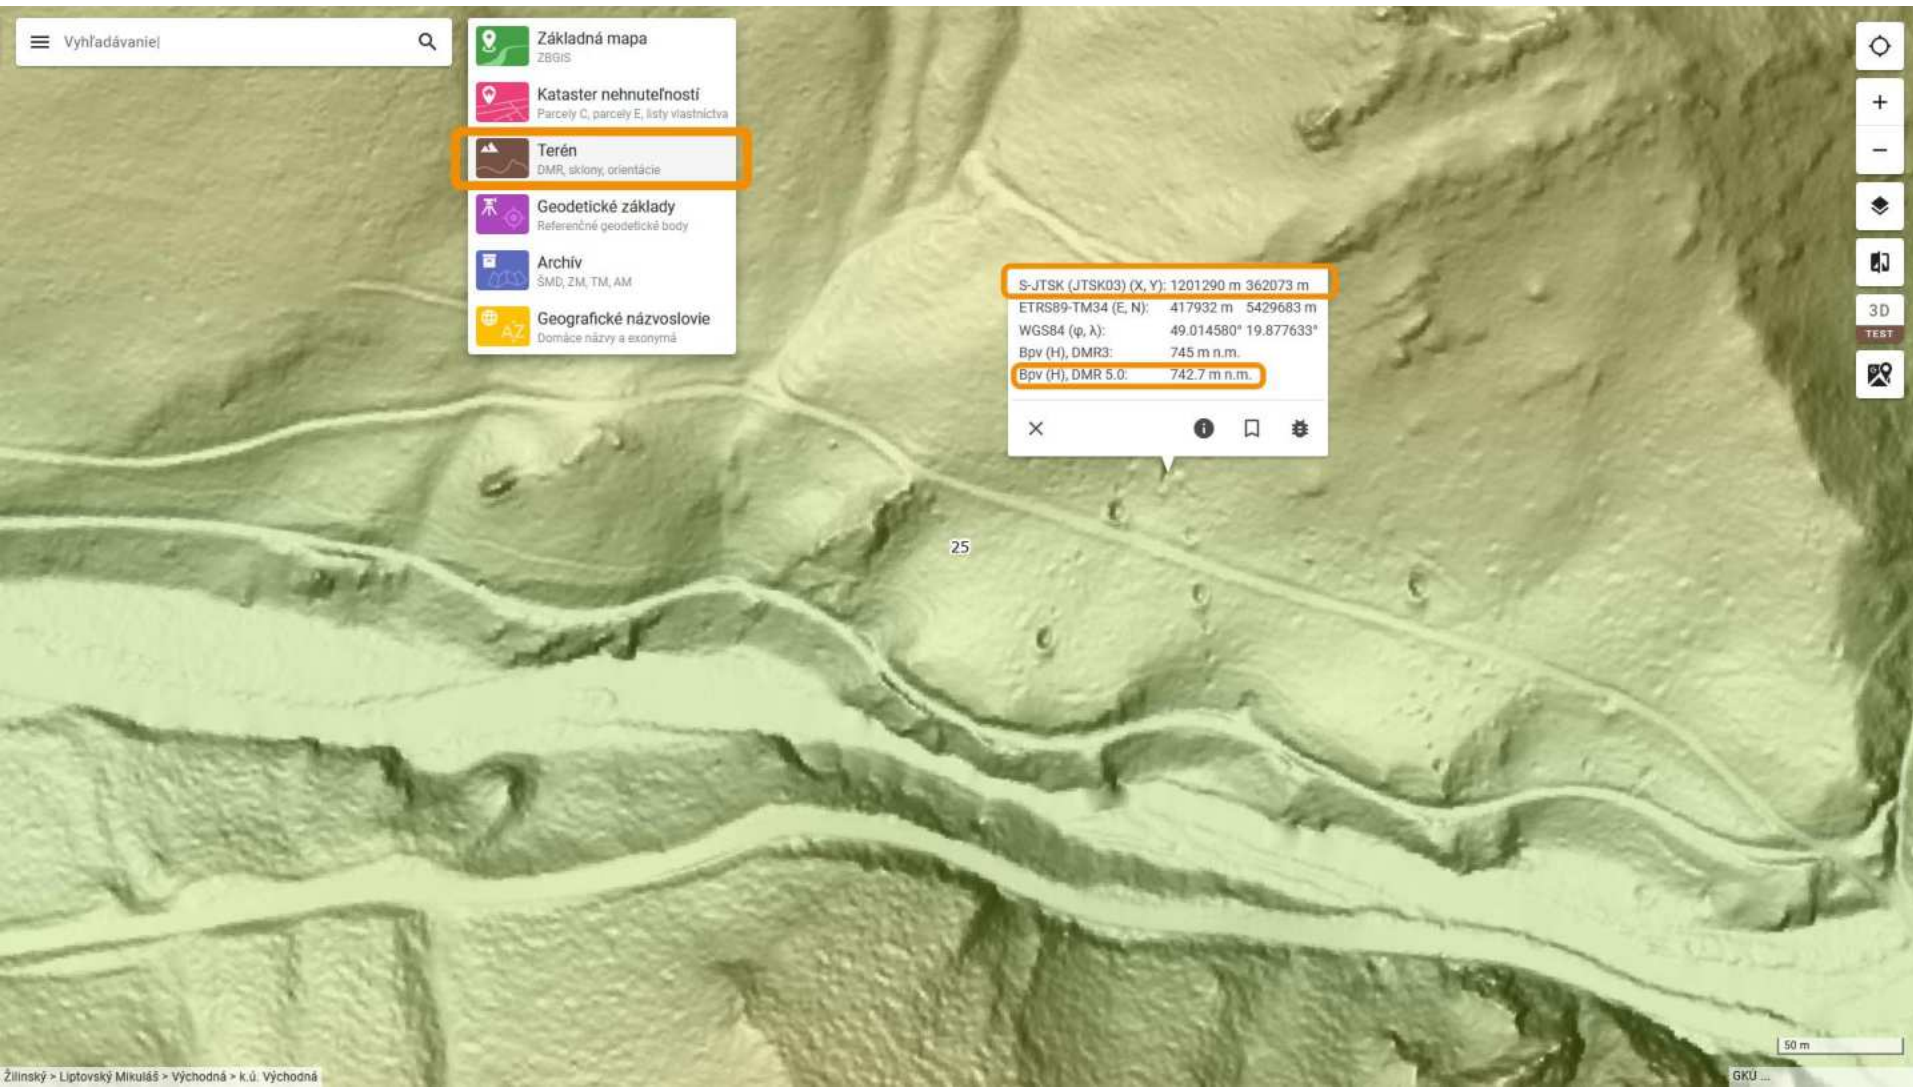 Vyhľadávanie
Základná mapa
ZBGIS
Kataster nehnuteľností
Parcely C, parcely E, listy vlastníctva
Terén
DMR, sklony, orientácie
Geodetické základy
Referenčné geodetické body
Archív
ŠMD, ZM, TM, AM
AZ
Geografické názvoslovie
Domáce názvy a exonymá
S-JTSK (JTSK03) (X, Y): 1201290 m 362073 m
ETRS89-TM34 (E, N): 417932 m 5429683 m
WGS84 (φ, λ): 49.014580° 19.877633°
Bpv (H), DMR3: 745 m n.m.
Bpv (H), DMR 5.0: 742.7 m n.m.
3D
TEST
25
50 m
Žilinský > Liptovský Mikuláš > Východná > k.ú. Východná
GKÚ ...